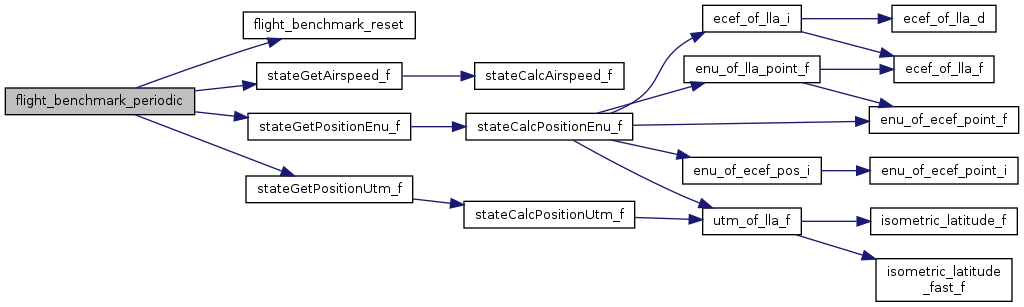 flight_benchmark_periodic
flight_benchmark_reset
stateGetAirspeed_f
stateGetPositionEnu_f
stateGetPositionUtm_f
stateCalcAirspeed_f
stateCalcPositionEnu_f
stateCalcPositionUtm_f
ecef_of_lla_i
enu_of_lla_point_f
enu_of_ecef_pos_i
utm_of_lla_f
ecef_of_lla_d
ecef_of_lla_f
enu_of_ecef_point_f
enu_of_ecef_point_i
isometric_latitude_f
isometric_latitude
_fast_f